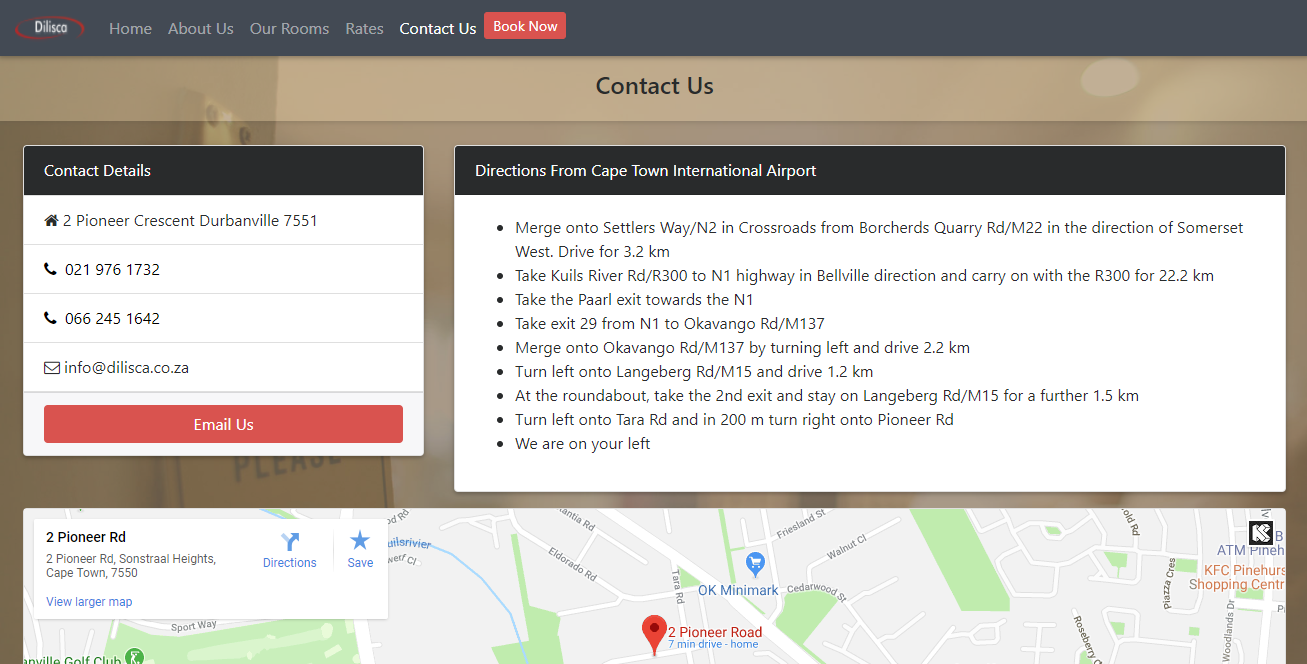 Dilisca
Home
About Us
Our Rooms
Rates
Contact Us
Book Now
Contact Us
Contact Details
2 Pioneer Crescent Durbanville 7551
021 976 1732
066 245 1642
info@dilisca.co.za
Email Us
PLEASE
Directions From Cape Town International Airport
Merge onto Settlers Way/N2 in Crossroads from Borcherds Quarry Rd/M22 in the direction of Somerset
West. Drive for 3.2 km
Take Kuils River Rd/R300 to N1 highway in Bellville direction and carry on with the R300 for 22.2 km
Take the Paarl exit towards the N1
Take exit 29 from N1 to Okavango Rd/M137
Merge onto Okavango Rd/M137 by turning left and drive 2.2 km
Turn left onto Langeberg Rd/M15 and drive 1.2 km
At the roundabout, take the 2nd exit and stay on Langeberg Rd/M15 for a further 1.5 km
Turn left onto Tara Rd and in 200 m turn right onto Pioneer Rd
We are on your left
2 Pioneer Rd
2 Pioneer Rd, Sonstraal Heights,
Cape Town, 7550
View larger map
Directions
Save
Eldorado Rd
Tara Rd
Friesland St
Walnut Cl
OK Minimark
Cedarwood St
2 Pioneer Road
7 min drive - home
Sport Way
anville Golf Club
old Rd
Piazza Cres
ATM Pineh
KFC Pinehurs
Shopping Centr
Roseberry
Woodlands Dr